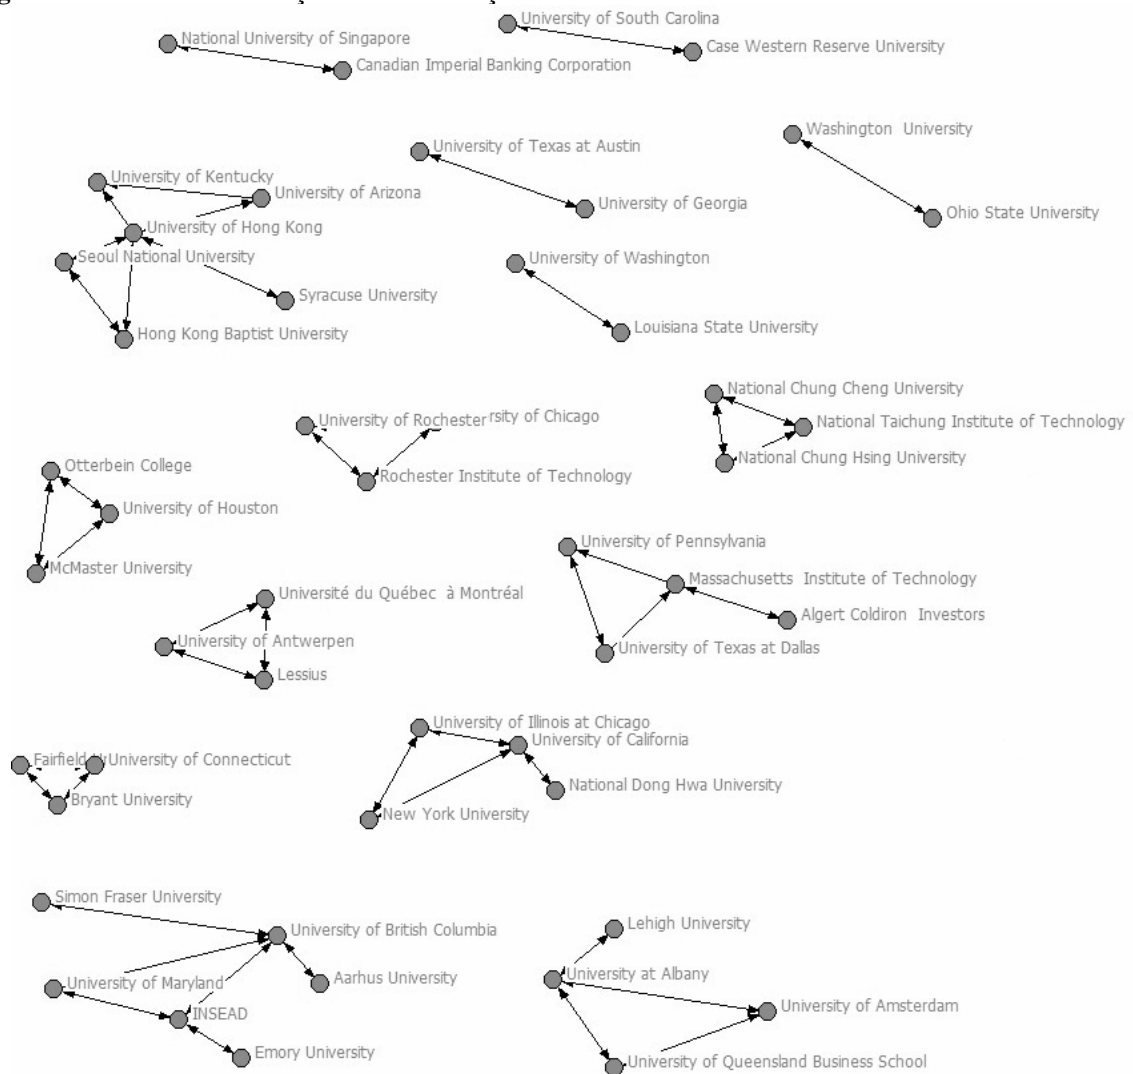 University of South Carolina
National University of Singapore
Case Western Reserve University
Canadian Imperial Banking Corporation
Washington University
University of Texas at Austin
University of Kentucky
University of Arizona
University of Georgia
Ohio State University
University of Hong Kong
Seoul National University
University of Washington
Syracuse University
Louisiana State University
Hong Kong Baptist University
National Chung Cheng University
University of Rochester
rsity of Chicago
National Taichung Institute of Technology
National Chung Hsing University
Otterbein College
Rochester Institute of Technology
University of Houston
University of Pennsylvania
McMaster University
Massachusetts Institute of Technology
Université du Québec à Montréal
Algert Coldiron Investors
University of Antwerpen
University of Texas at Dallas
Lessius
University of Illinois at Chicago
University of California
Fairfield
University of Connecticut
National Dong Hwa University
Bryant University
New York University
Simon Fraser University
Lehigh University
University of British Columbia
University at Albany
Aarhus University
University of Maryland
University of Amsterdam
INSEAD
Emory University
University of Queensland Business School